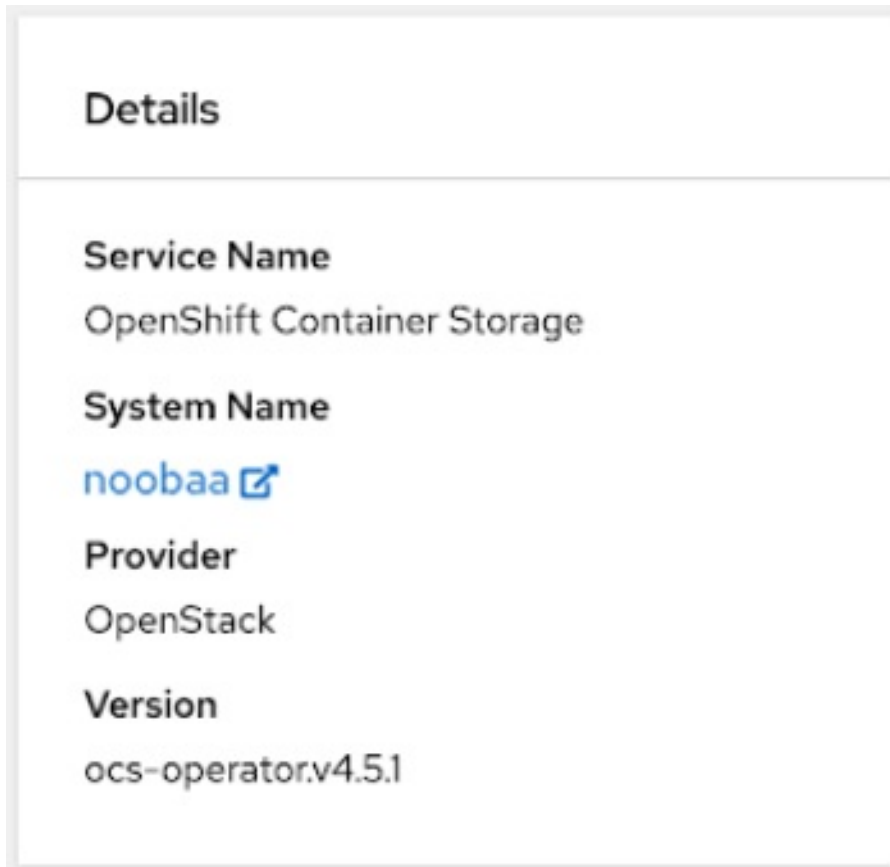 Details
Service Name
OpenShift Container Storage
System Name
noobaa
Provider
OpenStack
Version
ocs-operator.v4.5.1